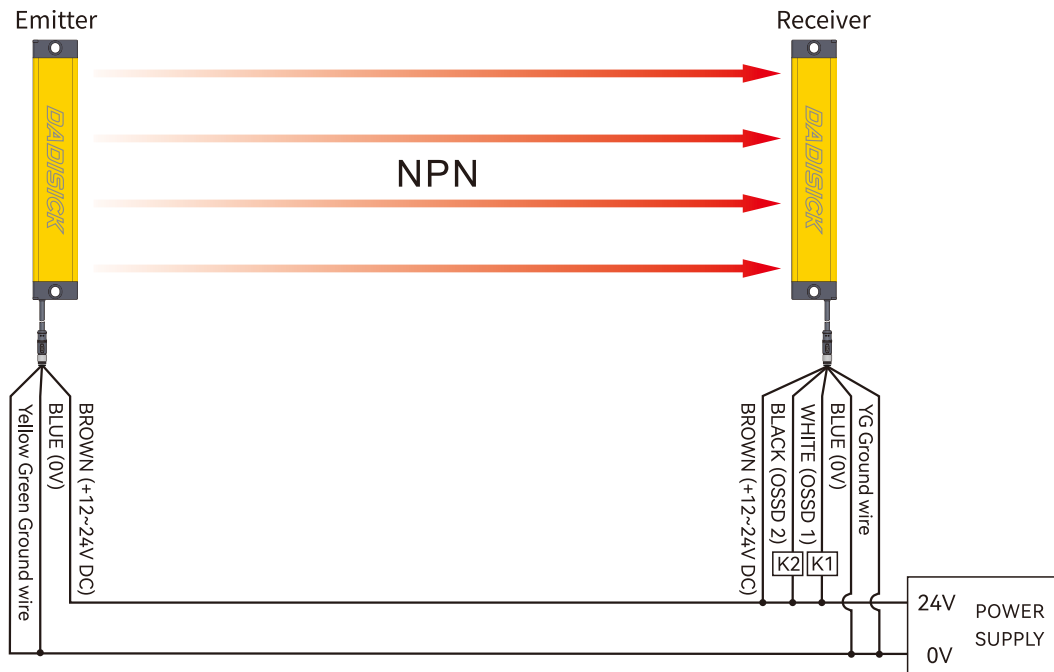 Emitter
Receiver
DADISICK
DADISICK
NPN
Yellow Green Ground wire
BLUE (0V)
BROWN (+12~24V DC)
BROWN (+12~24V DC)
BLACK (OSSD 2)
WHITE (OSSD 1)
BLUE (0V)
YG Ground wire
K2
K1
24V
POWER
SUPPLY
0V